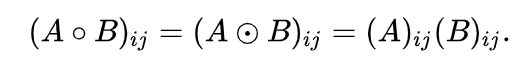 (A ∘ B)_{ij} = (A ⊙ B)_{ij} = (A)_{ij}(B)_{ij}.